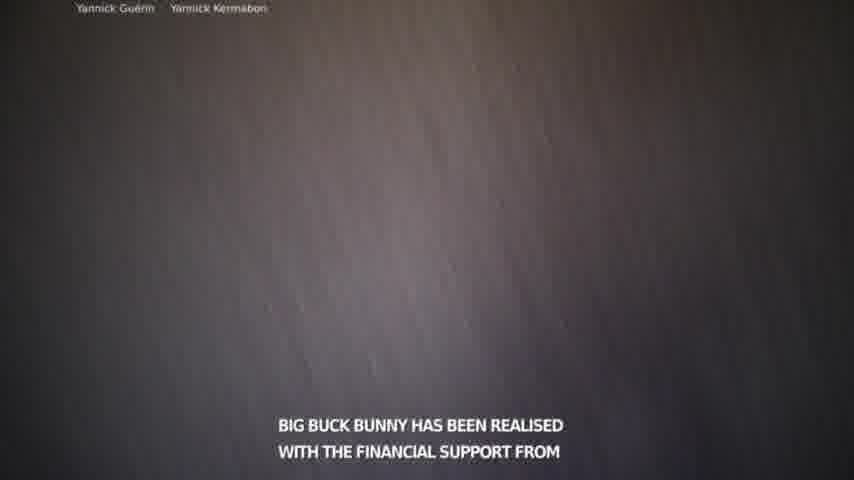 Yannick Guérin Yannick Kermabon
BIG BUCK BUNNY HAS BEEN REALISED
WITH THE FINANCIAL SUPPORT FROM